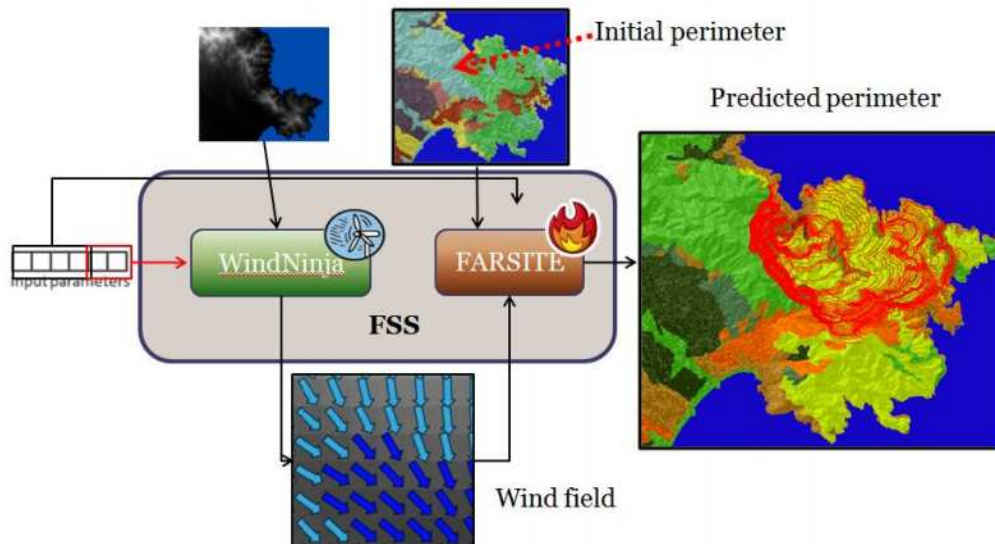 Initial perimeter
Predicted perimeter
WindNinja
FARSITE
input parameters
FSS
Wind field